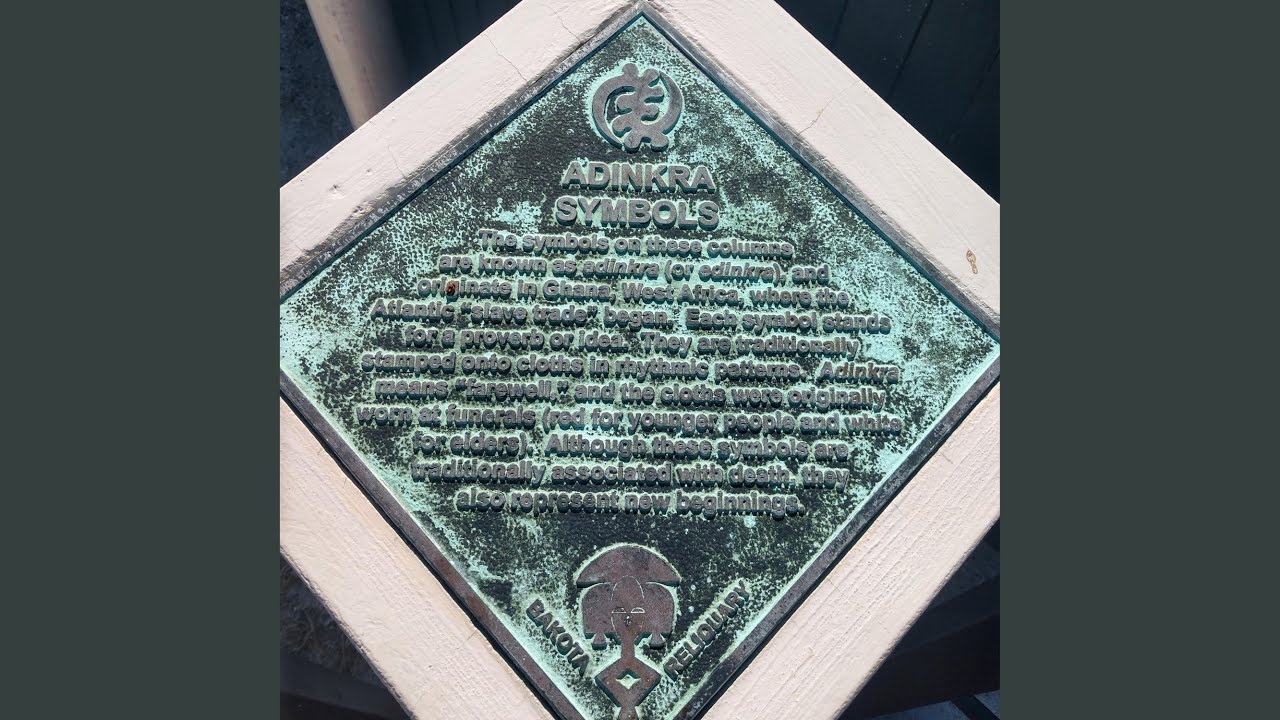 ADINKRA
SYMBOLS
The symbols on these columns
are known as adinkra (or edinkra), and
originate in Ghana, West Africa, where the
Atlantic "slave trade" began. Each symbol stands
for a proverb or idea. They are traditionally
stamped onto cloths in rhythmic patterns. Adinkra
means "farewell," and the cloths were originally
worn at funerals (red for younger people and white
for elders). Although these symbols are
traditionally associated with death, they
also represent new beginnings.
BAKOTA RELIQUARY